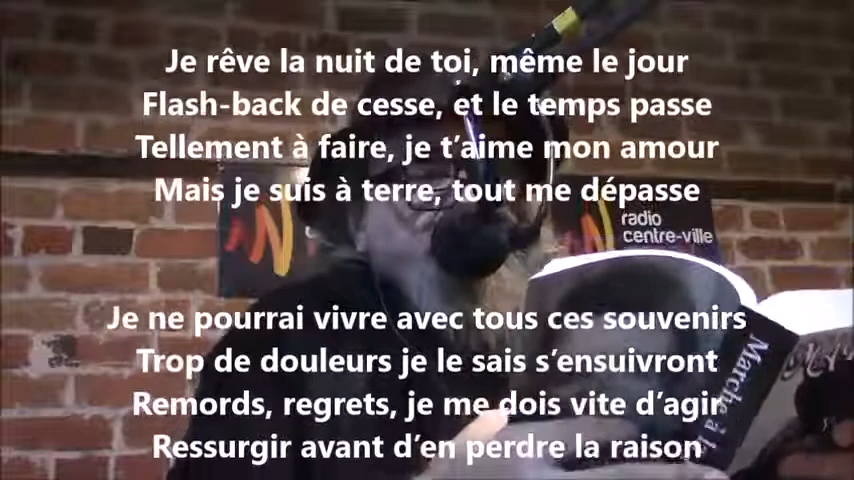 Je rêve la nuit de toi, même le jour
Flash-back de cesse, et le temps passe
Tellement à faire, je t'aime mon amour
Mais je suis à terre, tout me dépasse
radio
centre-ville
Je ne pourrai vivre avec tous ces souvenirs
Trop de douleurs je le sais s'ensuivront
Remords, regrets, je me dois vite d'agir
Ressurgir avant d'en perdre la raison
Marche à la